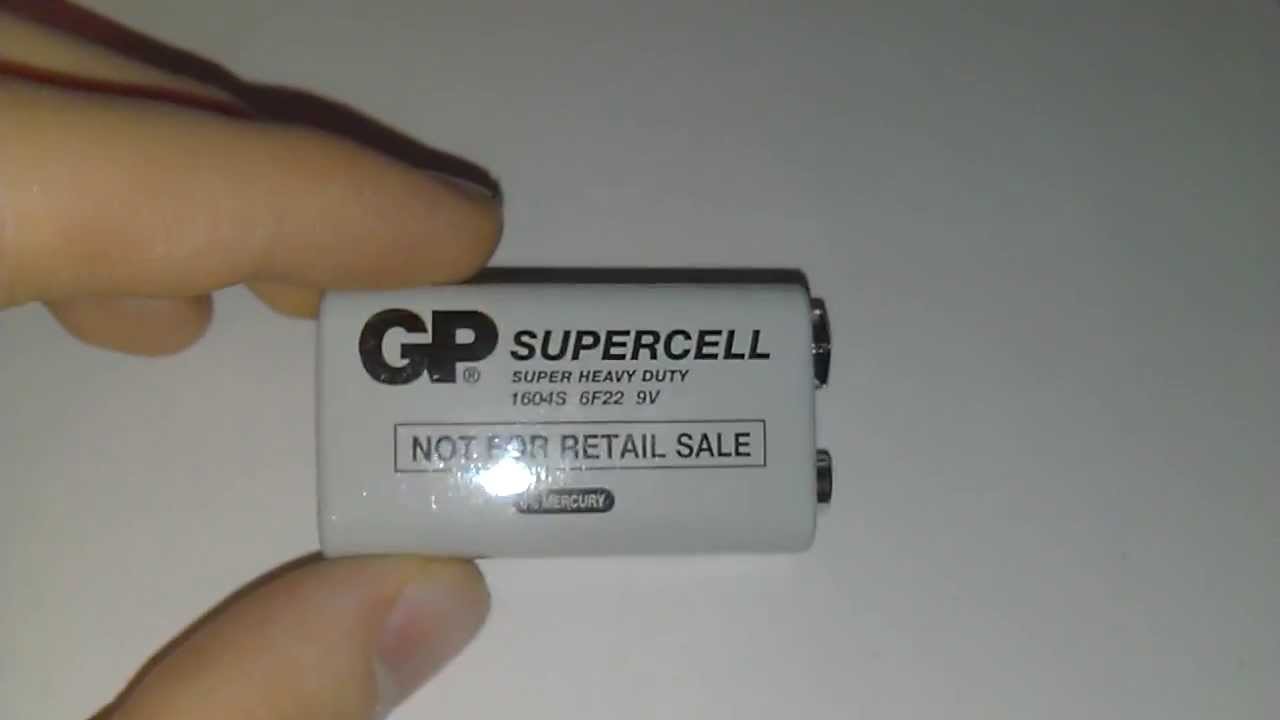 GP® SUPERCELL
SUPER HEAVY DUTY
1604S 6F22 9V
NOT FOR RETAIL SALE
MERCURY